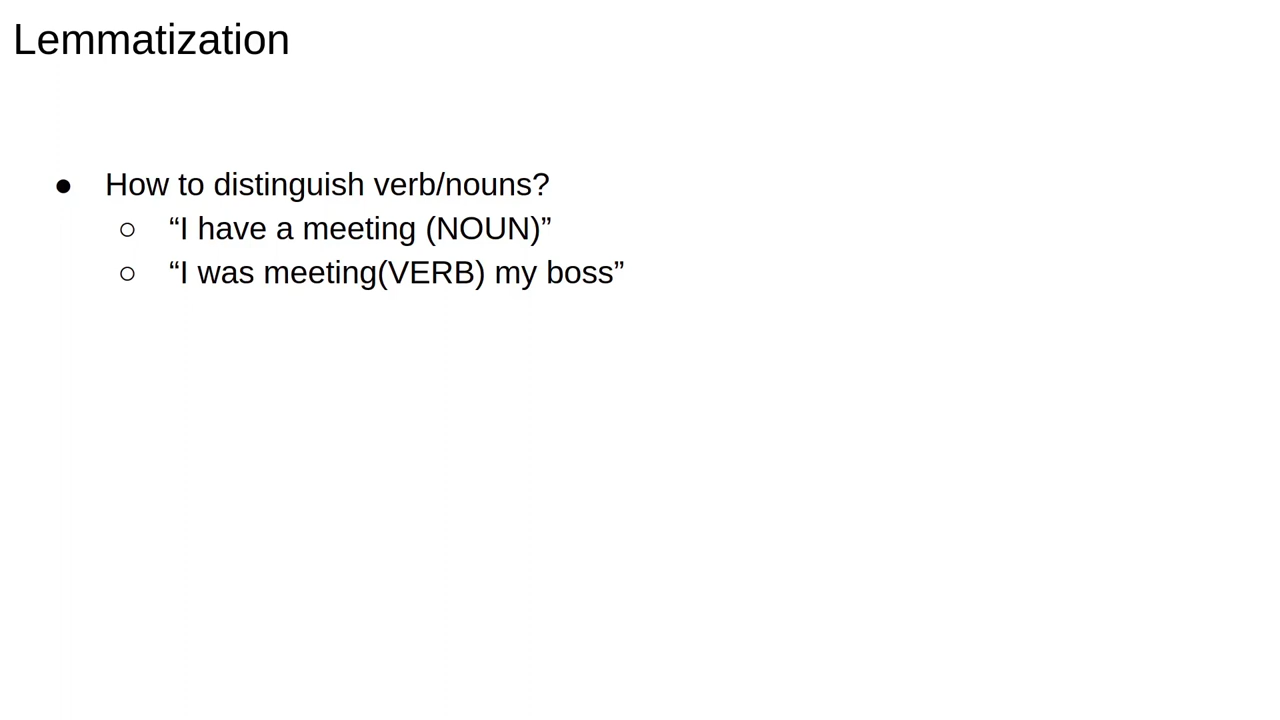 Lemmatization
● How to distinguish verb/nouns?
○ “I have a meeting (NOUN)”
○ “I was meeting(VERB) my boss”